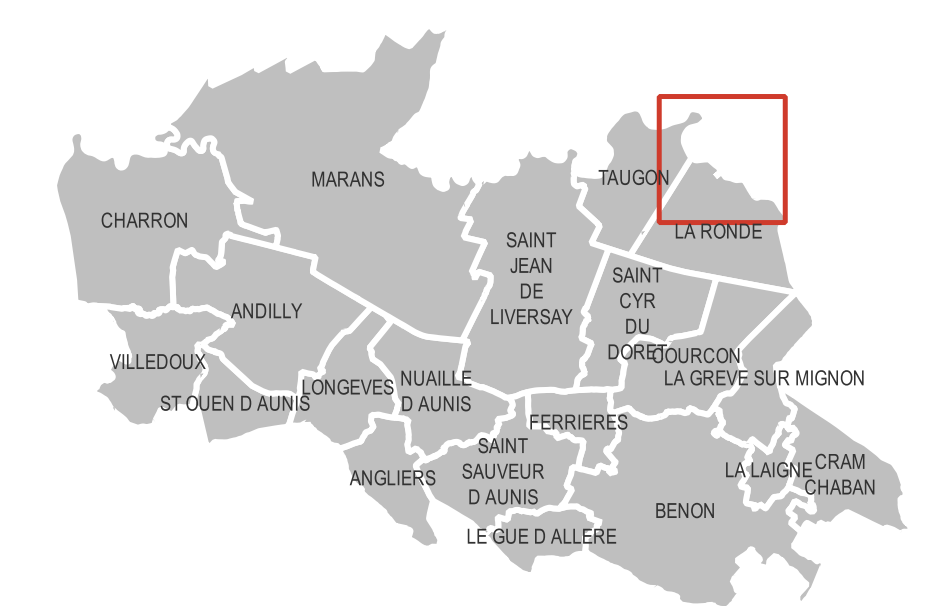 MARANS
TAUGON
CHARRON
LA RONDE
SAINT
JEAN
DE
LIVERSAY
SAINT
CYR
DU
DORET
ANDILLY
COURCON
VILLEDOUX
LA GREVE SUR MIGNON
LONGEVES
NUAILLE
D AUNIS
ST OUEN D AUNIS
FERRIERES
SAINT
SAUVEUR
D AUNIS
ANGLIERS
LA LAIGNE
CRAM
CHABAN
BENON
LE GUE D ALLERE